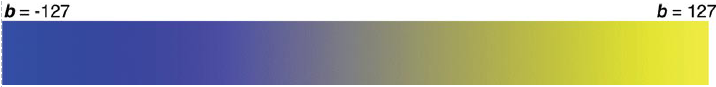 b = -127 b = 127